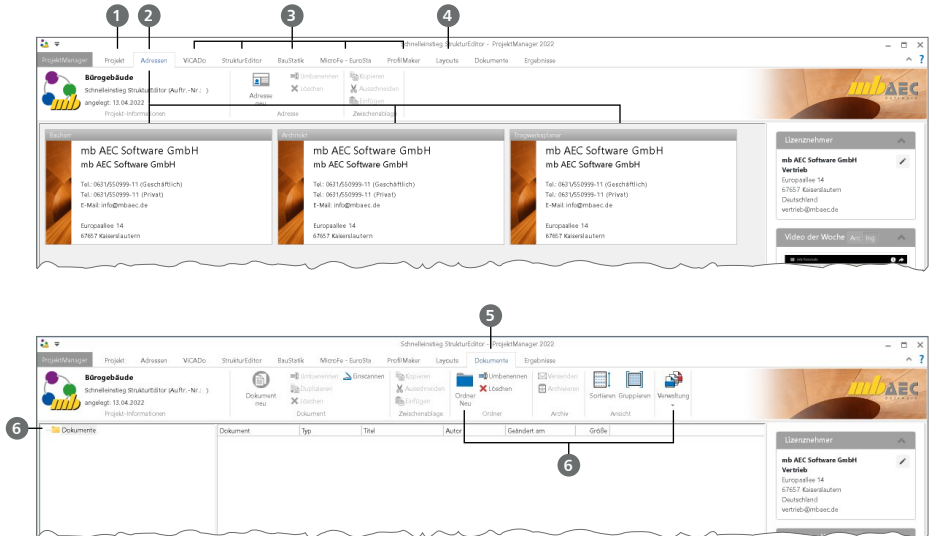 1 2 3 4
Schnelleinstieg StrukturEditor - ProjektManager 2022
ProjektManager Projekt Adressen ViCADo StrukturEditor BauStatik MicroFe - EuroSta ProfilMaker Layouts Dokumente Ergebnisse
Bürogebäude
Schnelleinstieg StrukturEditor (Auftr.-Nr.: )
angelegt: 13.04.2022
Projekt-Informationen
Adresse neu
Umbenennen
Löschen
Adresse
Kopieren
Ausschneiden
Einfügen
Zwischenablage
mb AEC
SOFTWARE
Bauherr
mb AEC Software GmbH
mb AEC Software GmbH
Tel.: 0631/550999-11 (Geschäftlich)
Tel.: 0631/550999-11 (Privat)
E-Mail: info@mbaec.de
Europaallee 14
67657 Kaiserslautern
Architekt
mb AEC Software GmbH
mb AEC Software GmbH
Tel.: 0631/550999-11 (Geschäftlich)
Tel.: 0631/550999-11 (Privat)
E-Mail: info@mbaec.de
Europaallee 14
67657 Kaiserslautern
Tragwerksplaner
mb AEC Software GmbH
mb AEC Software GmbH
Tel.: 0631/550999-11 (Geschäftlich)
Tel.: 0631/550999-11 (Privat)
E-Mail: info@mbaec.de
Europaallee 14
67657 Kaiserslautern
Lizenznehmer
mb AEC Software GmbH
Vertrieb
Europaallee 14
67657 Kaiserslautern
Deutschland
vertrieb@mbaec.de
Video der Woche Arc Ing
5
Schnelleinstieg StrukturEditor - ProjektManager 2022
ProjektManager Projekt Adressen ViCADo StrukturEditor BauStatik MicroFe - EuroSta ProfilMaker Layouts Dokumente Ergebnisse
Bürogebäude
Schnelleinstieg StrukturEditor (Auftr.-Nr.: )
angelegt: 13.04.2022
Projekt-Informationen
Dokument neu
Umbenennen
Duplizieren
Löschen
Einscannen
Dokument
Kopieren
Ausschneiden
Einfügen
Zwischenablage
Ordner Neu
Umbenennen
Löschen
Ordner
Versenden
Archivieren
Archiv
Sortieren Gruppieren
Ansicht
Verwaltung
mb AEC
SOFTWARE
6
Dokumente
Dokument Typ Titel Autor Geändert am Größe
6
Lizenznehmer
mb AEC Software GmbH
Vertrieb
Europaallee 14
67657 Kaiserslautern
Deutschland
vertrieb@mbaec.de